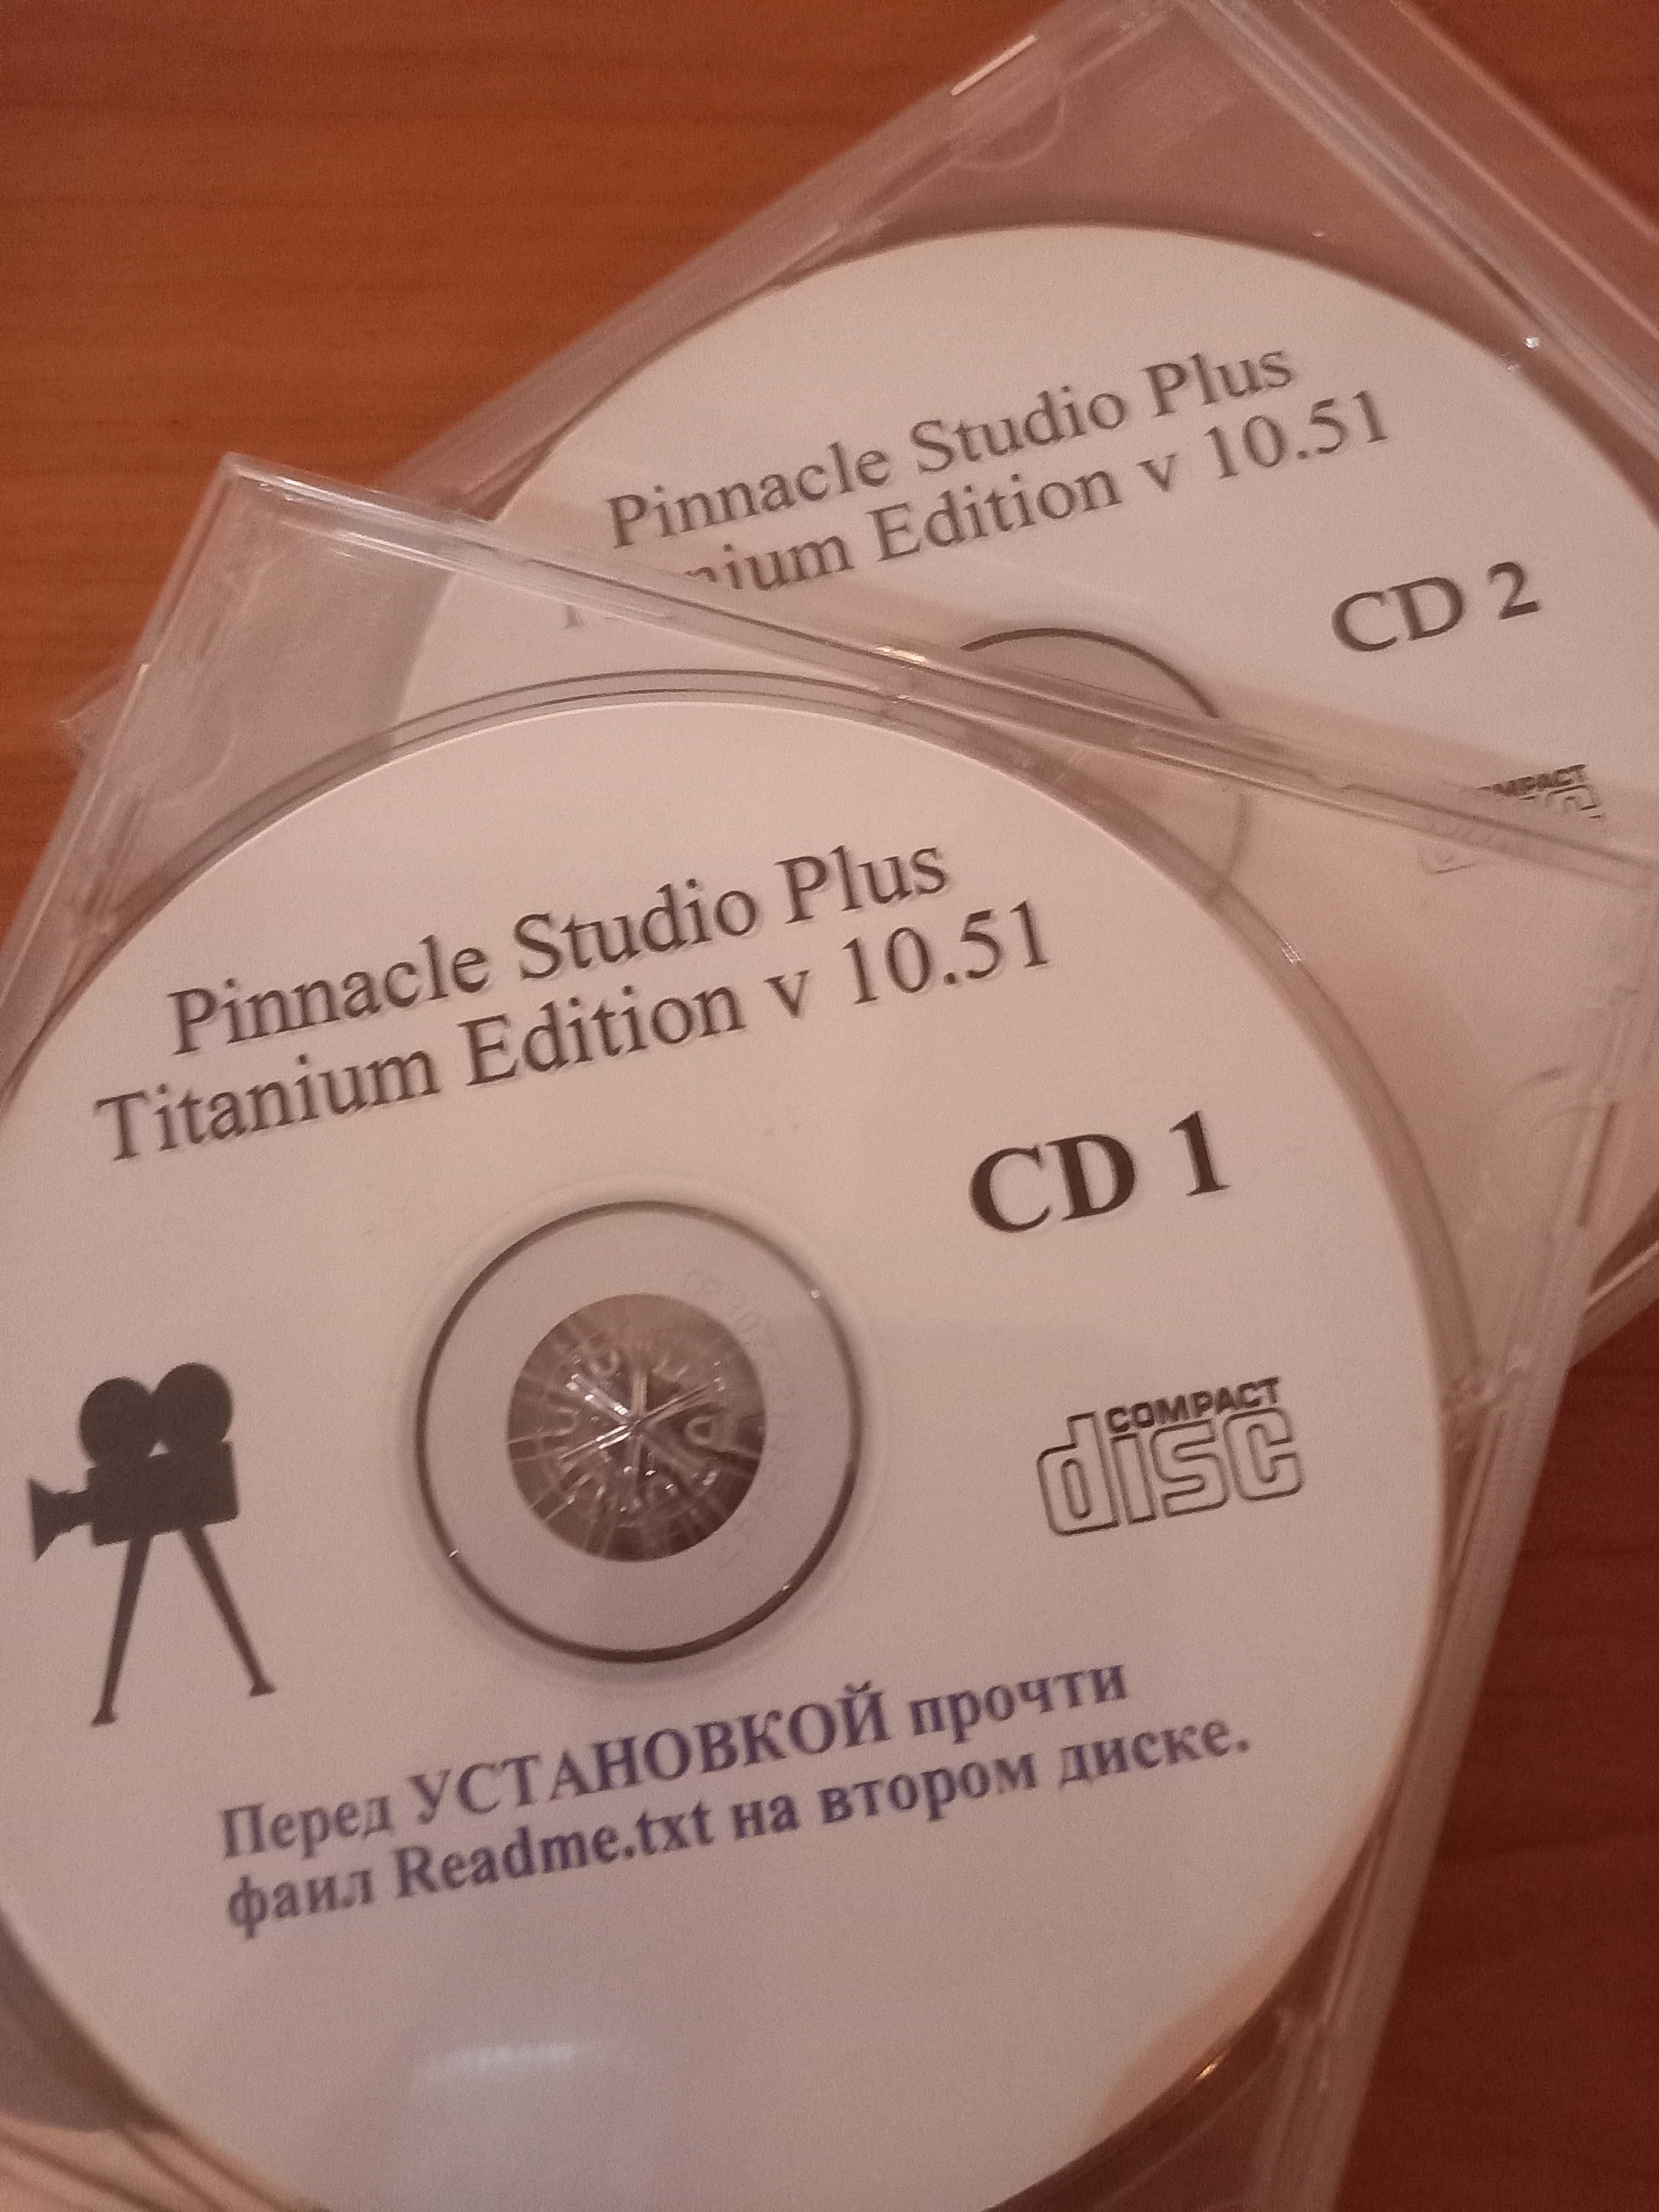 Pinnacle Studio Plus
Edition v 10.51
CD 2
Pinnacle Studio Plus
Titanium Edition v 10.51
CD 1
COMPACT
disc
Перед УСТАНОВКОЙ прочти
фаил Readme.txt на втором диске.